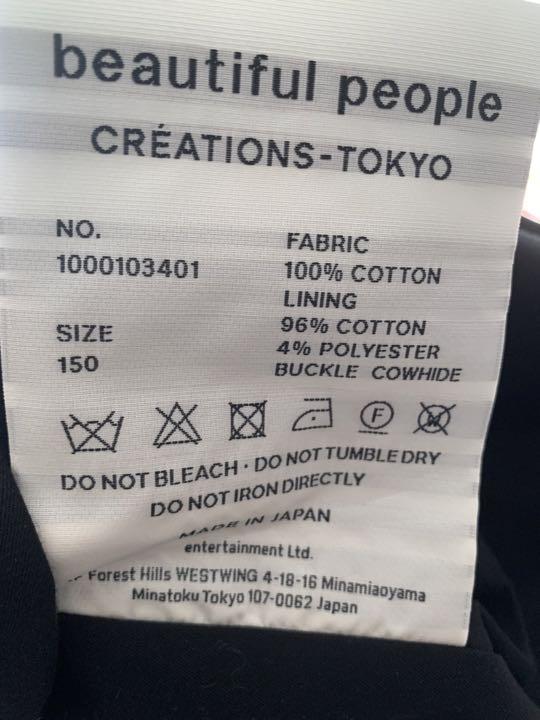 beautiful people
CRÉATIONS-TOKYO
NO.
1000103401
SIZE
150
FABRIC
100% COTTON
LINING
96% COTTON
4% POLYESTER
BUCKLE COWHIDE
F
W
DO NOT BLEACH · DO NOT TUMBLE DRY
DO NOT IRON DIRECTLY
MADE IN JAPAN
entertainment Ltd.
Forest Hills WESTWING 4-18-16 Minamiaoyama
Minatoku Tokyo 107-0062 Japan